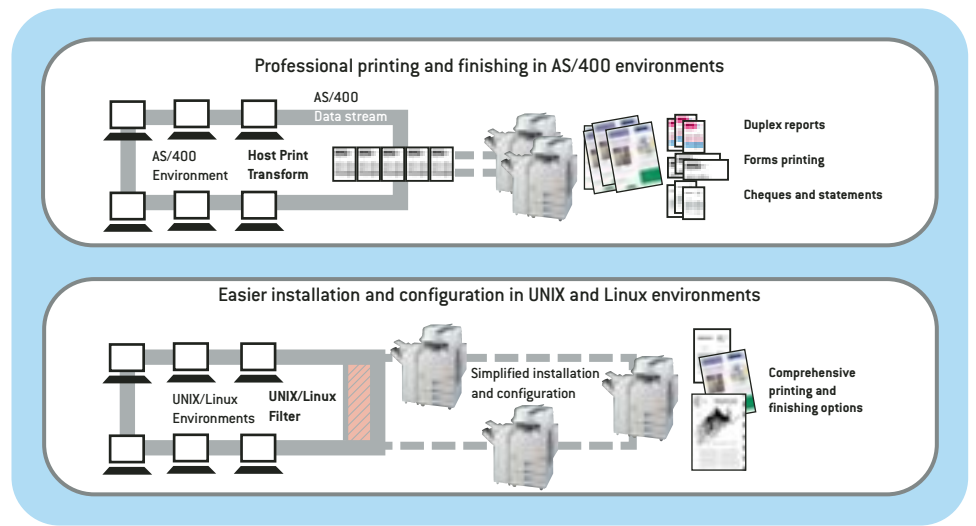 Professional printing and finishing in AS/400 environments
AS/400
Data stream
AS/400
Environment
Host Print
Transform
Duplex reports
Forms printing
Cheques and statements
Easier installation and configuration in UNIX and Linux environments
UNIX/Linux
Environments
UNIX/Linux
Filter
Simplified installation
and configuration
Comprehensive
printing and
finishing options